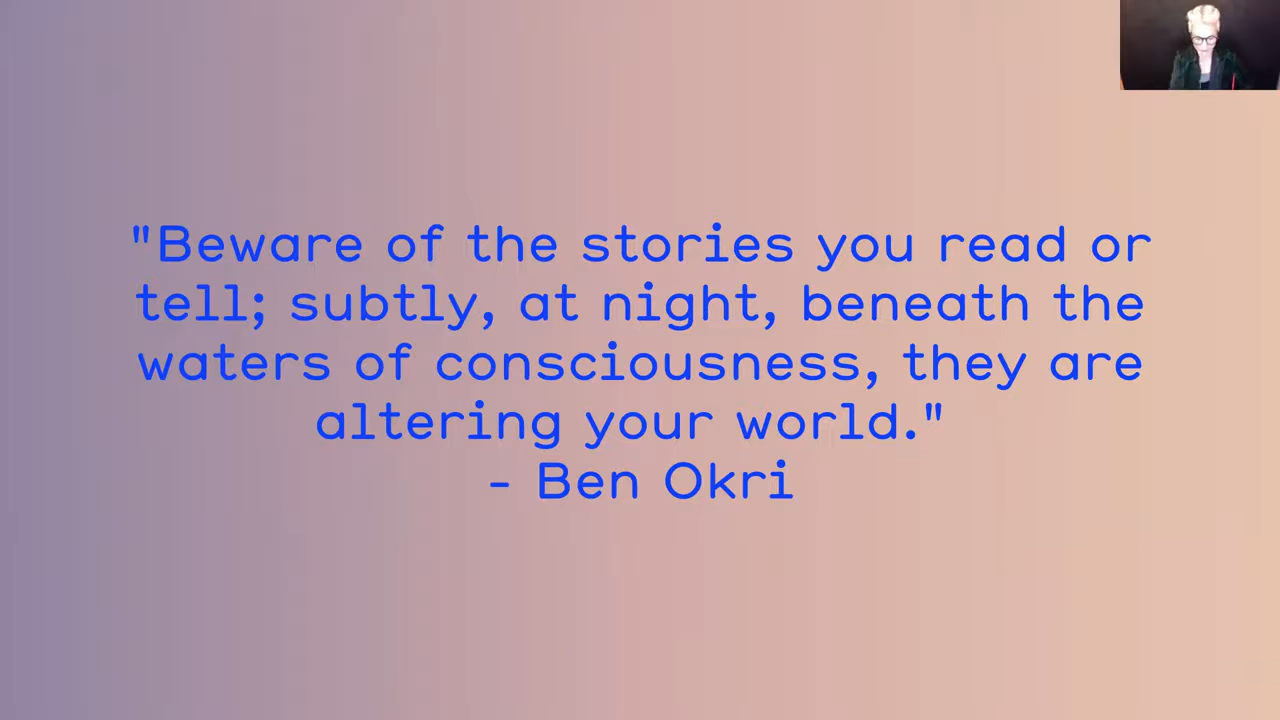 "Beware of the stories you read or
tell; subtly, at night, beneath the
waters of consciousness, they are
altering your world."
- Ben Okri